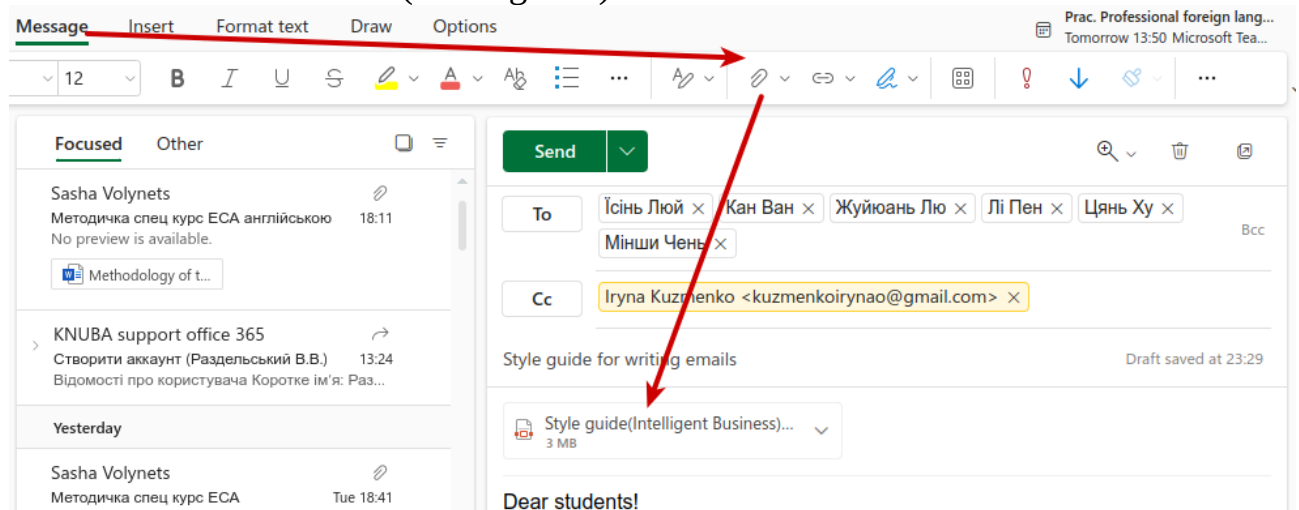 Message Insert Format text Draw Options
Prac. Professional foreign lang...
Tomorrow 13:50 Microsoft Tea...
12 B I U S A
Focused Other
Sasha Volynets
Методичка спец курс ЕСА англійською 18:11
No preview is available.
Methodology of t...
KNUBA support office 365
Створити аккаунт (Раздельський В.В.) 13:24
Відомості про користувача Коротке ім'я: Раз...
Yesterday
Sasha Volynets
Методичка спец курс ЕСА Tue 18:41
Send
To Їсінь Люй Кан Ван Жуйюань Лю Лі Пен Цянь Ху
Мінши Чень
Bcc
Cc Iryna Kuzmenko <kuzmenkoirynao@gmail.com>
Style guide for writing emails Draft saved at 23:29
Style guide(Intelligent Business)...
3 MB
Dear students!